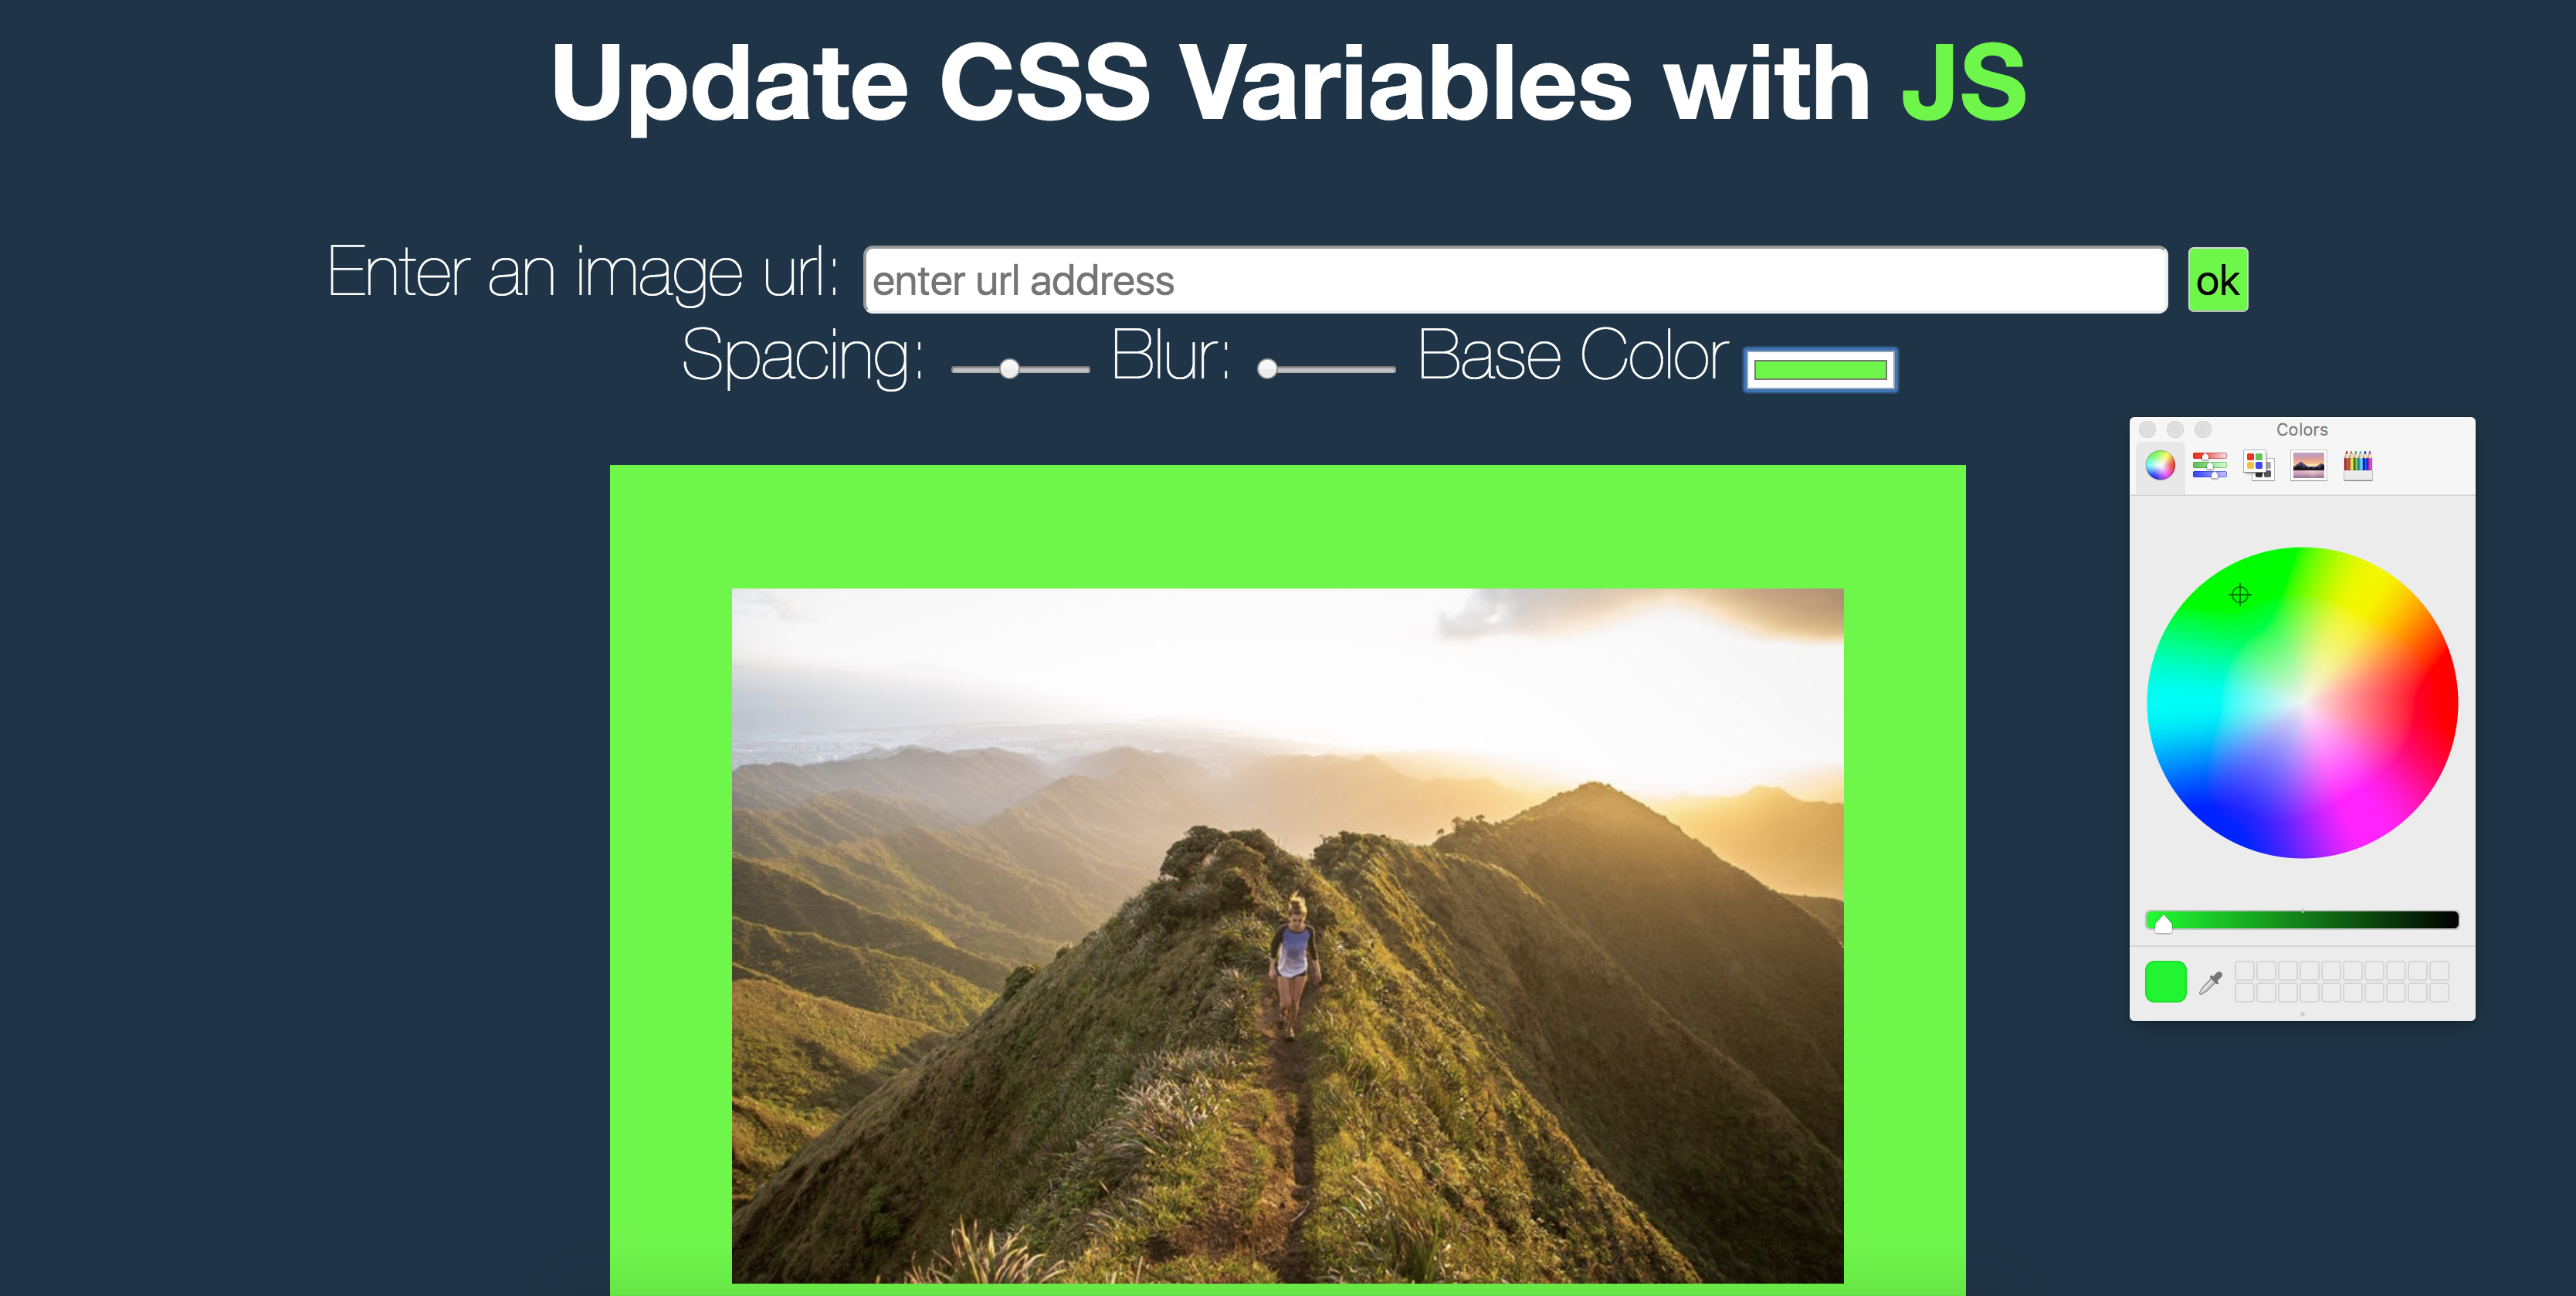 Update CSS Variables with JS
Enter an image url: enter url address ok
Spacing: Blur: Base Color
Colors